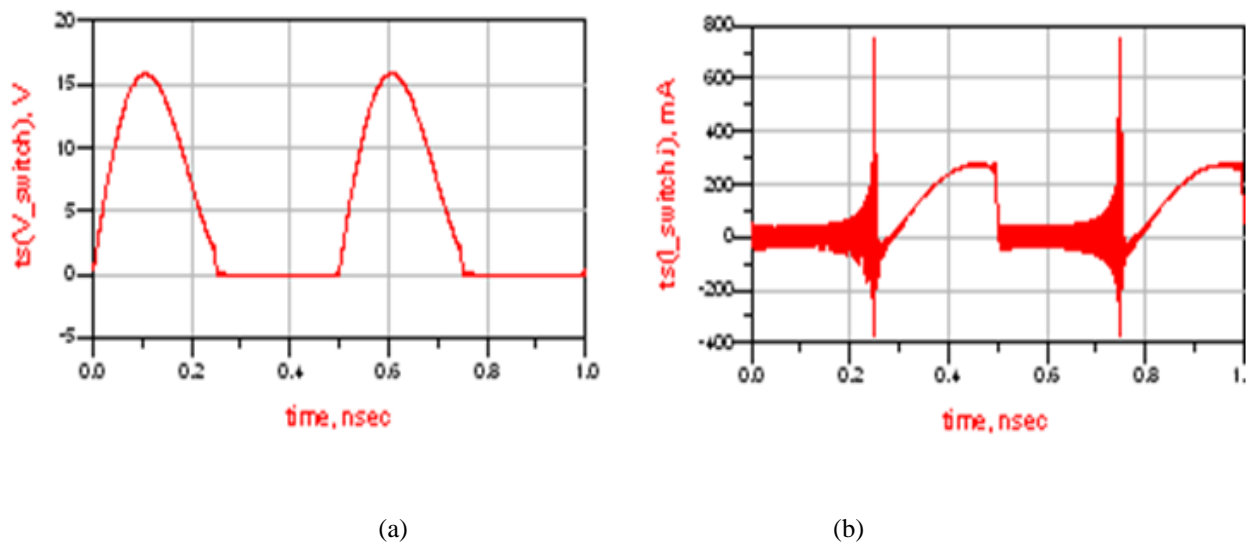 20
15
10
5
0
-5
ts(V_switch), V
0.0 0.2 0.4 0.6 0.8 1.0
time, nsec
800
600
400
200
0
-200
-400
ts(I_switch.i), mA
0.0 0.2 0.4 0.6 0.8 1.
time, nsec
(a) (b)